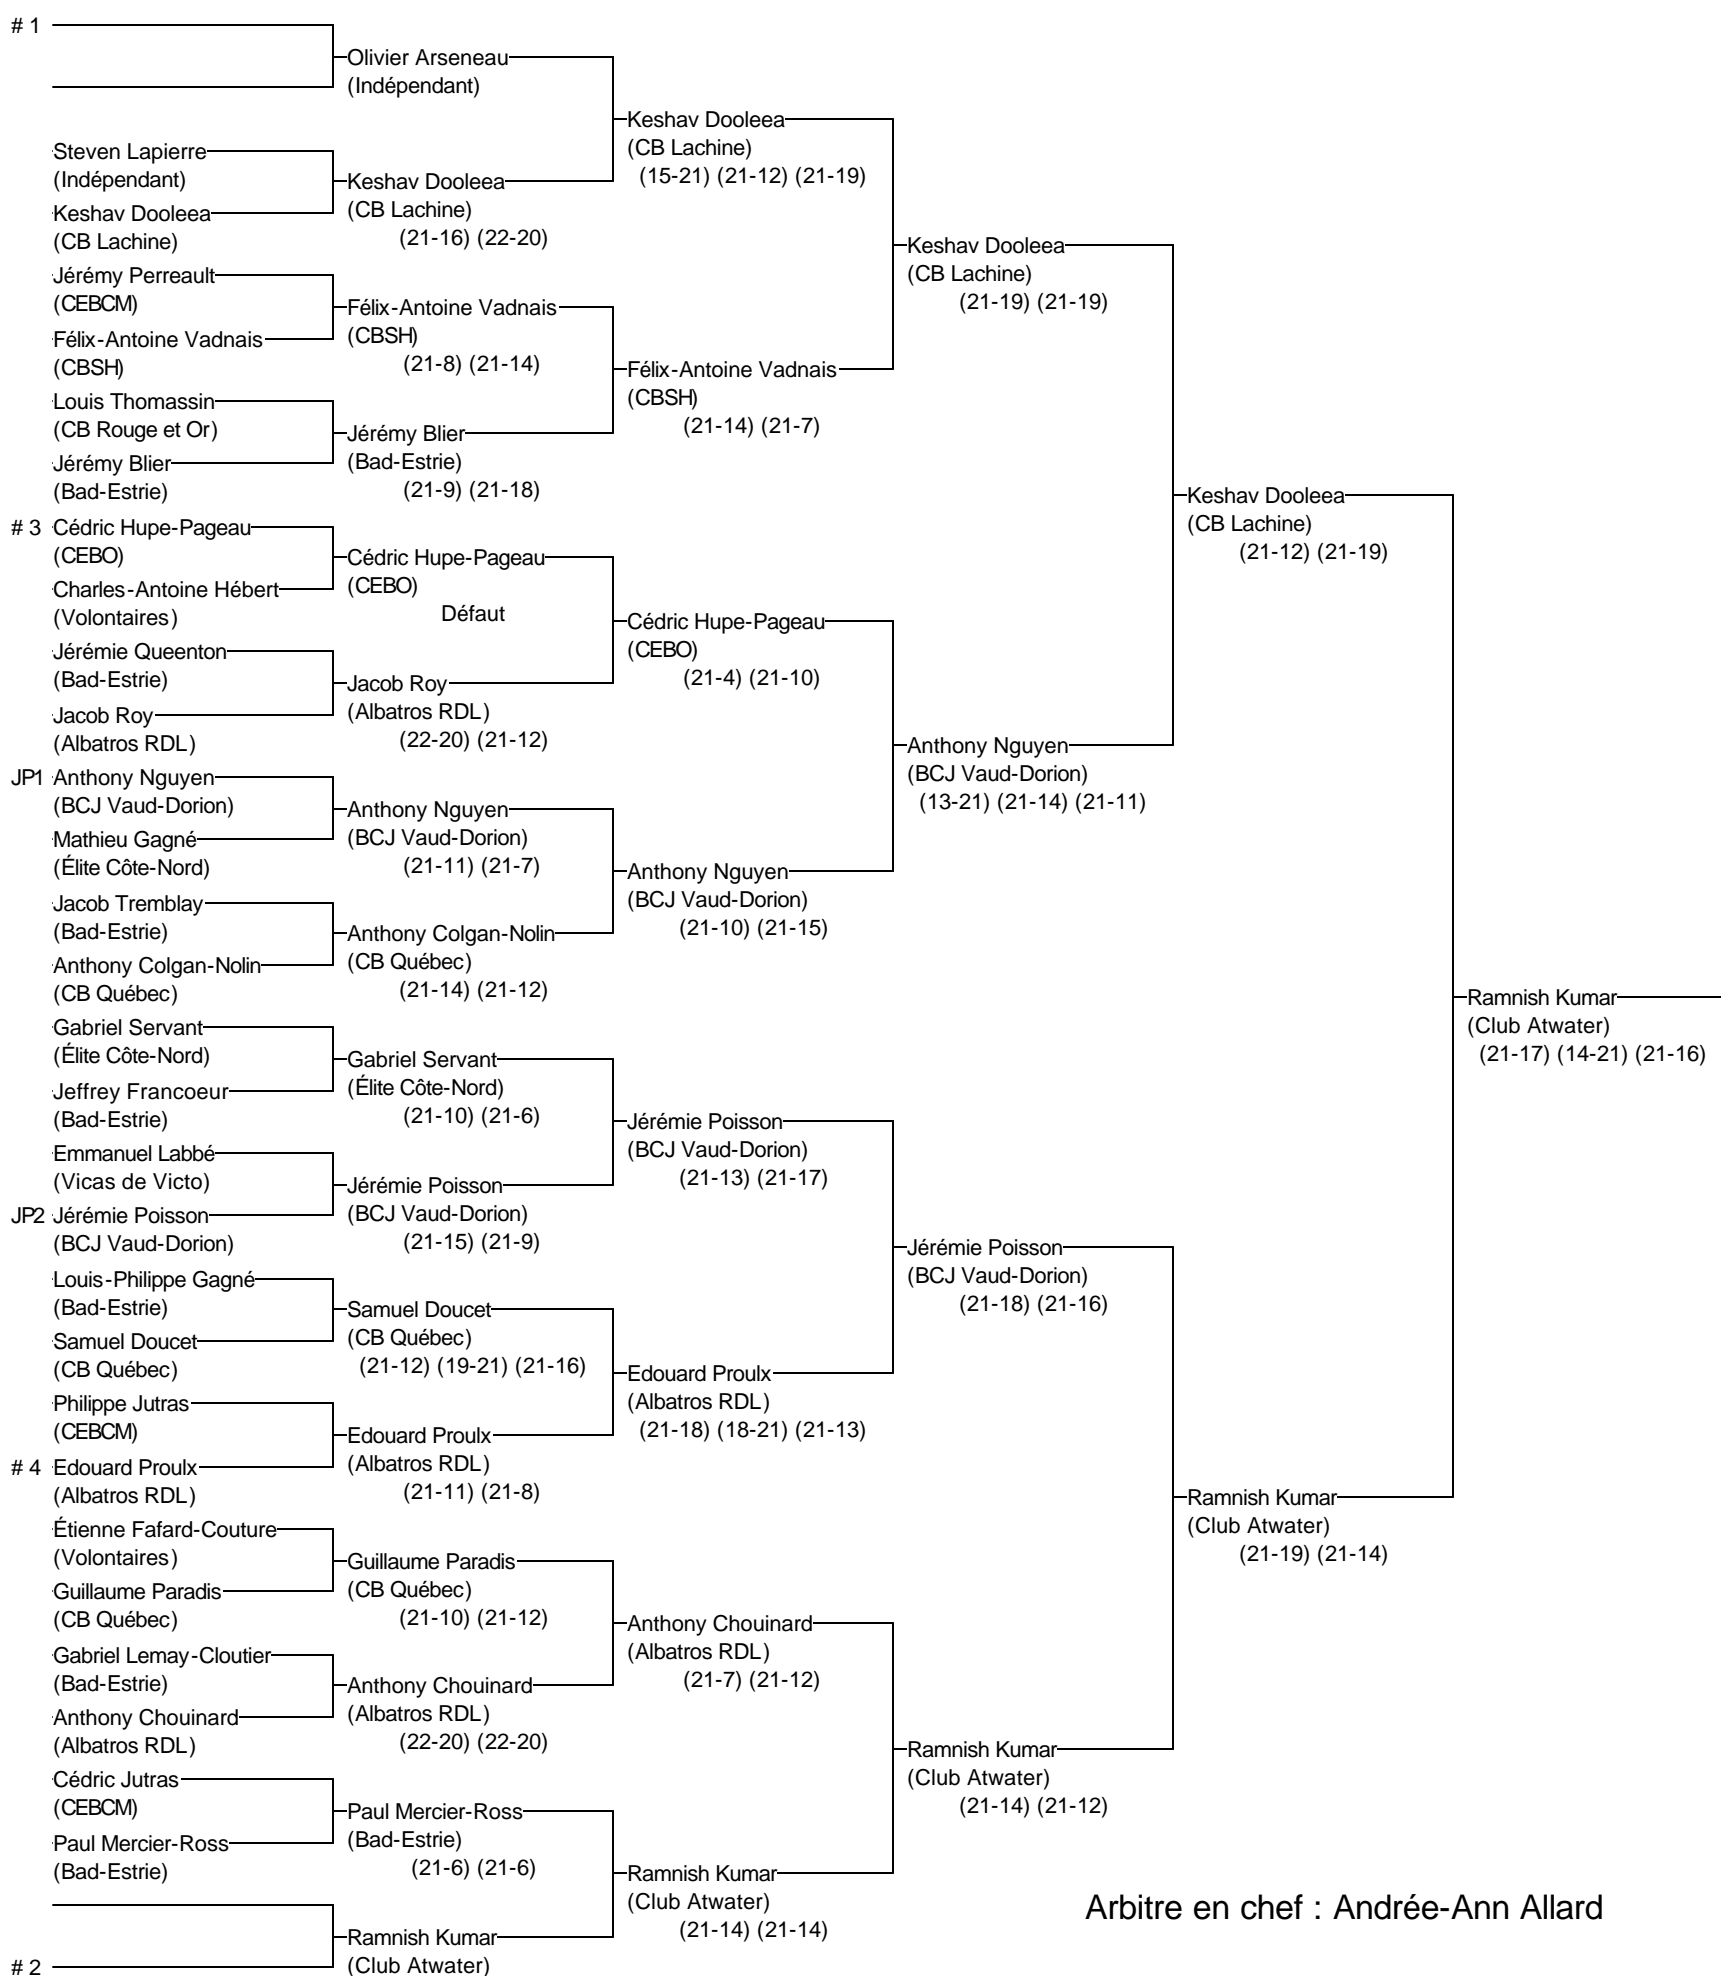 # 1
Olivier Arseneau
(Indépendant)
Keshav Dooleea
(CB Lachine)
(15-21) (21-12) (21-19)
Steven Lapierre
(Indépendant)
Keshav Dooleea
(CB Lachine)
(21-16) (22-20)
Keshav Dooleea
(CB Lachine)
Keshav Dooleea
(CB Lachine)
(21-19) (21-19)
Jérémy Perreault
(CEBCM)
Félix-Antoine Vadnais
(CBSH)
(21-8) (21-14)
Félix-Antoine Vadnais
(CBSH)
Félix-Antoine Vadnais
(CBSH)
(21-14) (21-7)
Louis Thomassin
(CB Rouge et Or)
Jérémy Blier
(Bad-Estrie)
(21-9) (21-18)
Jérémy Blier
(Bad-Estrie)
Keshav Dooleea
(CB Lachine)
(21-12) (21-19)
# 3 Cédric Hupe-Pageau
(CEBO)
Cédric Hupe-Pageau
(CEBO)
Défaut
Charles-Antoine Hébert
(Volontaires)
Cédric Hupe-Pageau
(CEBO)
(21-4) (21-10)
Jérémie Queenton
(Bad-Estrie)
Jacob Roy
(Albatros RDL)
(22-20) (21-12)
Jacob Roy
(Albatros RDL)
Anthony Nguyen
(BCJ Vaud-Dorion)
(13-21) (21-14) (21-11)
JP1 Anthony Nguyen
(BCJ Vaud-Dorion)
Anthony Nguyen
(BCJ Vaud-Dorion)
(21-11) (21-7)
Mathieu Gagné
(Élite Côte-Nord)
Anthony Nguyen
(BCJ Vaud-Dorion)
(21-10) (21-15)
Jacob Tremblay
(Bad-Estrie)
Anthony Colgan-Nolin
(CB Québec)
(21-14) (21-12)
Anthony Colgan-Nolin
(CB Québec)
Ramnish Kumar
(Club Atwater)
(21-17) (14-21) (21-16)
Gabriel Servant
(Élite Côte-Nord)
Gabriel Servant
(Élite Côte-Nord)
(21-10) (21-6)
Jeffrey Francoeur
(Bad-Estrie)
Jérémie Poisson
(BCJ Vaud-Dorion)
(21-13) (21-17)
Emmanuel Labbé
(Vicas de Victo)
Jérémie Poisson
(BCJ Vaud-Dorion)
(21-15) (21-9)
JP2 Jérémie Poisson
(BCJ Vaud-Dorion)
Jérémie Poisson
(BCJ Vaud-Dorion)
(21-18) (21-16)
Louis-Philippe Gagné
(Bad-Estrie)
Samuel Doucet
(CB Québec)
(21-12) (19-21) (21-16)
Samuel Doucet
(CB Québec)
Edouard Proulx
(Albatros RDL)
(21-18) (18-21) (21-13)
Philippe Jutras
(CEBCM)
Edouard Proulx
(Albatros RDL)
(21-11) (21-8)
# 4 Edouard Proulx
(Albatros RDL)
Ramnish Kumar
(Club Atwater)
(21-19) (21-14)
Étienne Fafard-Couture
(Volontaires)
Guillaume Paradis
(CB Québec)
(21-10) (21-12)
Guillaume Paradis
(CB Québec)
Anthony Chouinard
(Albatros RDL)
(21-7) (21-12)
Gabriel Lemay-Cloutier
(Bad-Estrie)
Anthony Chouinard
(Albatros RDL)
(22-20) (22-20)
Anthony Chouinard
(Albatros RDL)
Ramnish Kumar
(Club Atwater)
(21-14) (21-12)
Cédric Jutras
(CEBCM)
Paul Mercier-Ross
(Bad-Estrie)
(21-6) (21-6)
Paul Mercier-Ross
(Bad-Estrie)
Ramnish Kumar
(Club Atwater)
(21-14) (21-14)
Arbitre en chef : Andrée-Ann Allard
Ramnish Kumar
(Club Atwater)
# 2